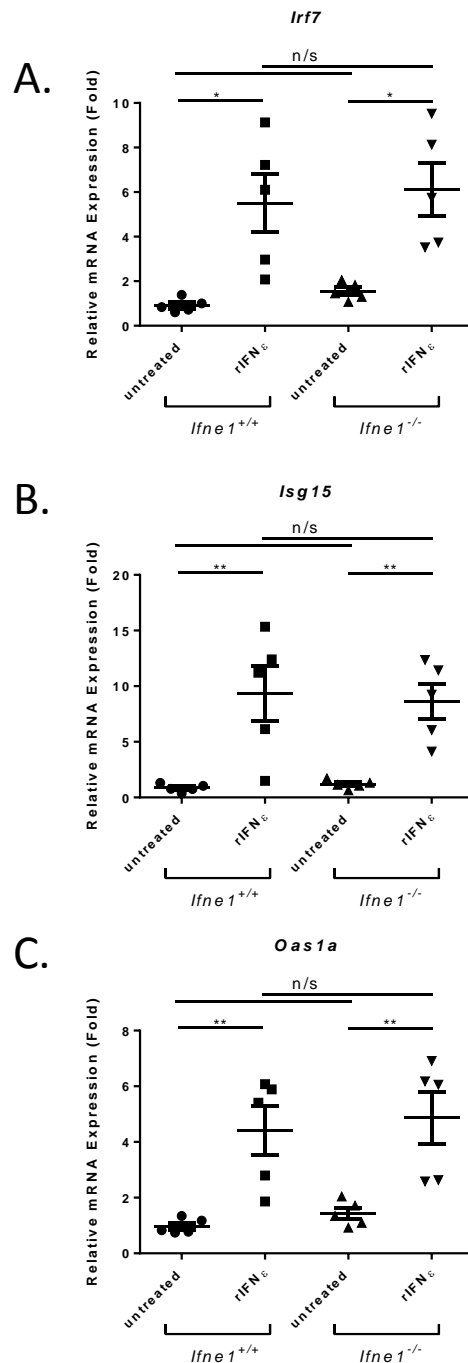 A.
Irf7
n/s
*
*
Relative mRNA Expression (Fold)
10
8
6
4
2
0
untreated
rIFNε
untreated
rIFNε
Ifne1+/+
Ifne1-/-
B.
Isg15
n/s
**
**
Relative mRNA Expression (Fold)
20
15
10
5
0
untreated
rIFNε
untreated
rIFNε
Ifne1+/+
Ifne1-/-
C.
Oas1a
n/s
**
**
Relative mRNA Expression (Fold)
8
6
4
2
0
untreated
rIFNε
untreated
rIFNε
Ifne1+/+
Ifne1-/-